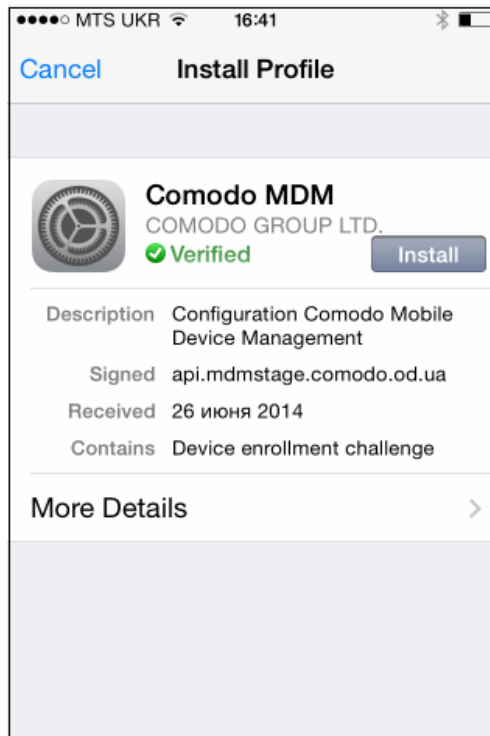 MTS UKR 16:41
Cancel Install Profile
Comodo MDM
COMODO GROUP LTD.
Verified
Install
Description Configuration Comodo Mobile
Device Management
Signed api.mdmstage.comodo.od.ua
Received 26 июня 2014
Contains Device enrollment challenge
More Details